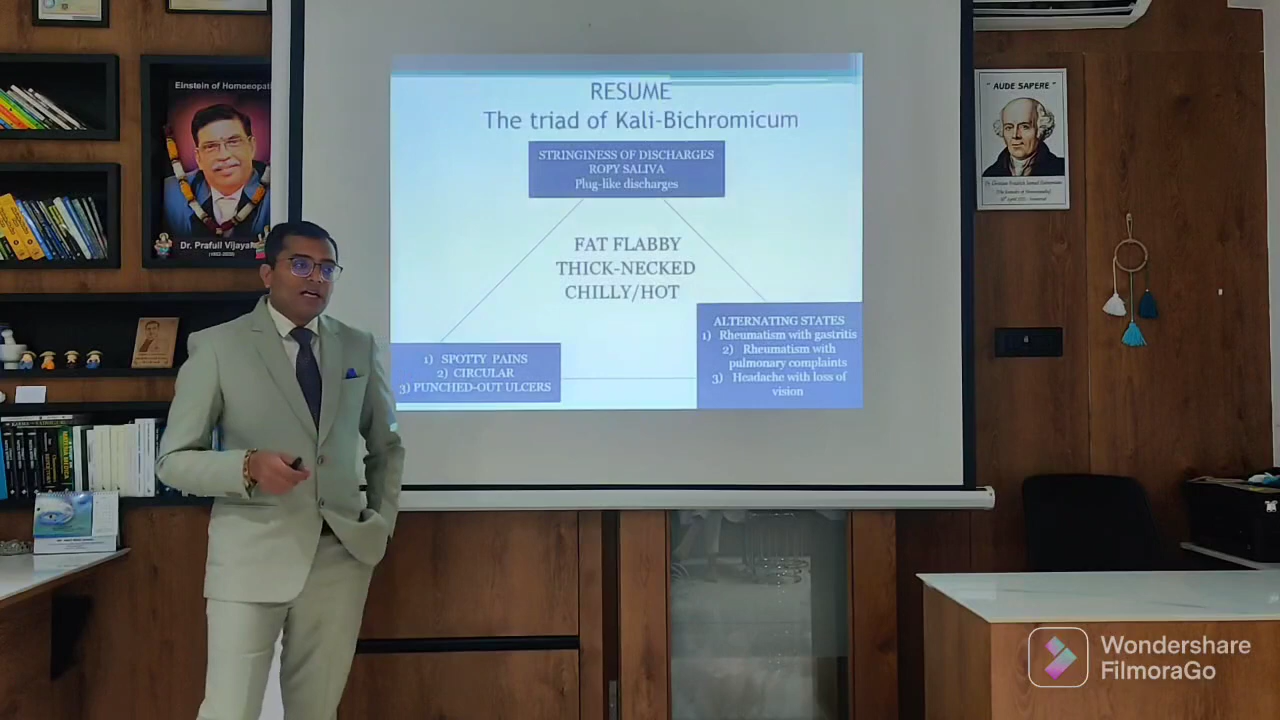 RESUME
The triad of Kali-Bichromicum
STRINGINESS OF DISCHARGES
ROPY SALIVA
Plug-like discharges
FAT FLABBY
THICK-NECKED
CHILLY/HOT
1) SPOTTY PAINS
2) CIRCULAR
3) PUNCHED-OUT ULCERS
ALTERNATING STATES
1) Rheumatism with gastritis
2) Rheumatism with
pulmonary complaints
3) Headache with loss of
vision
Einstein of Homoeopat
Dr. Prafull Vijaya
" AUDE SAPERE "
Wondershare
FilmoraGo